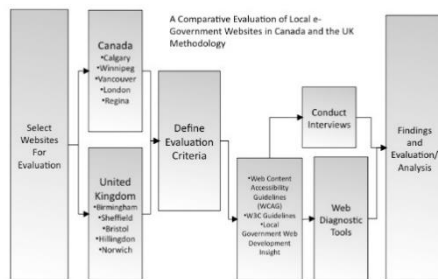 A Comparative Evaluation of Local e-
Government Websites in Canada and the UK
Methodology
Select
Websites
For
Evaluation
Canada
•Calgary
•Winnipeg
•Vancouver
•London
•Regina
United
Kingdom
•Birmingham
•Sheffield
•Bristol
•Hillingdon
•Norwich
Define
Evaluation
Criteria
•Web Content
Accessibility
Guidelines
(WCAG)
•W3C Guidelines
•Local
Government Web
Development
Insight
Conduct
Interviews
Web
Diagnostic
Tools
Findings
and
Evaluation/
Analysis